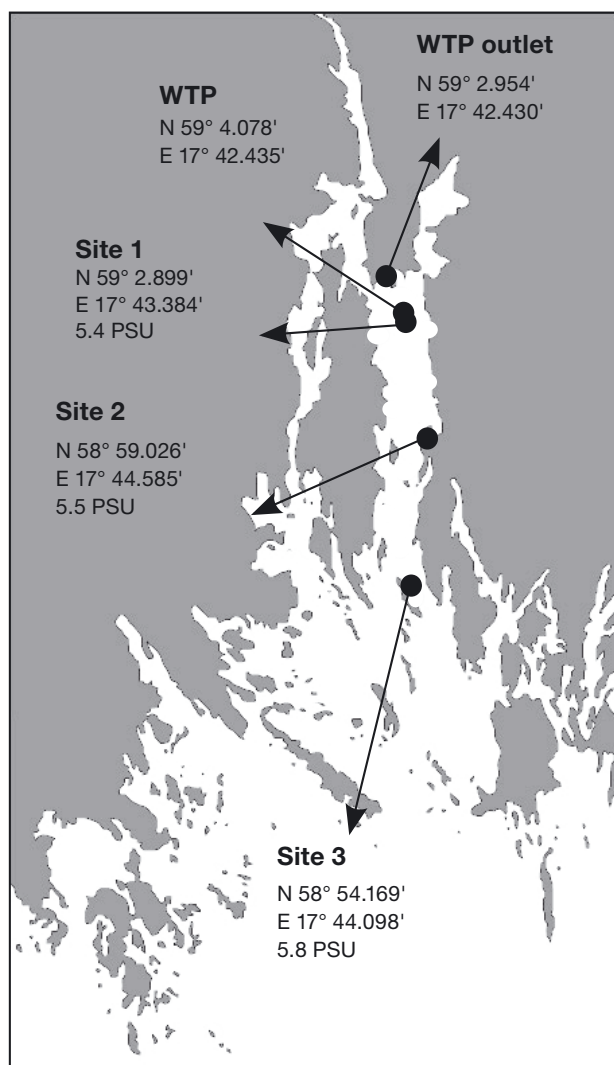 WTP outlet
N 59° 2.954'
E 17° 42.430'
WTP
N 59° 4.078'
E 17° 42.435'
Site 1
N 59° 2.899'
E 17° 43.384'
5.4 PSU
Site 2
N 58° 59.026'
E 17° 44.585'
5.5 PSU
Site 3
N 58° 54.169'
E 17° 44.098'
5.8 PSU